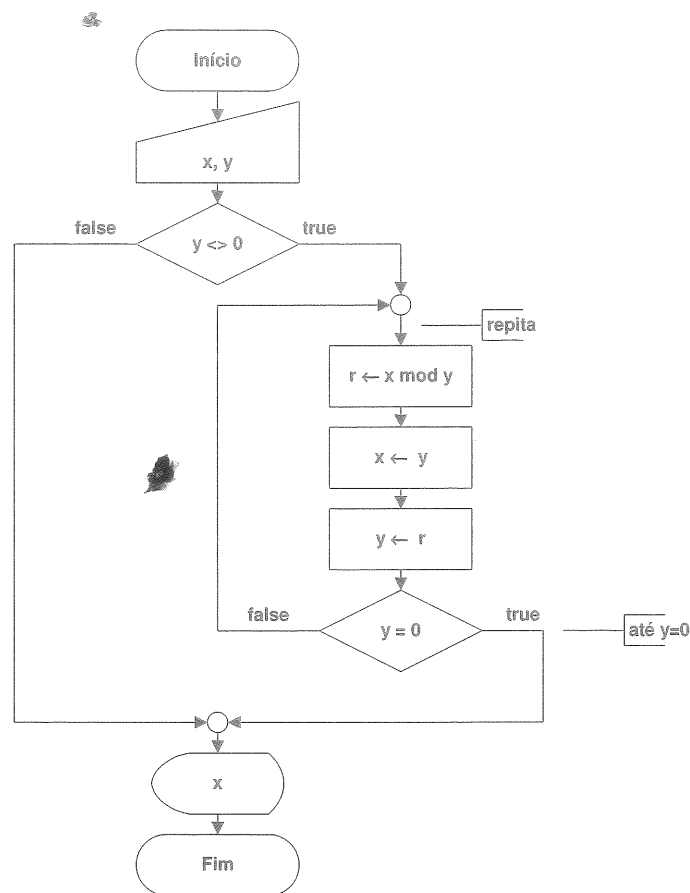 Início
x, y
false
true
y <> 0
repita
r ← x mod y
x ← y
y ← r
false
true
y = 0
até y=0
x
Fim